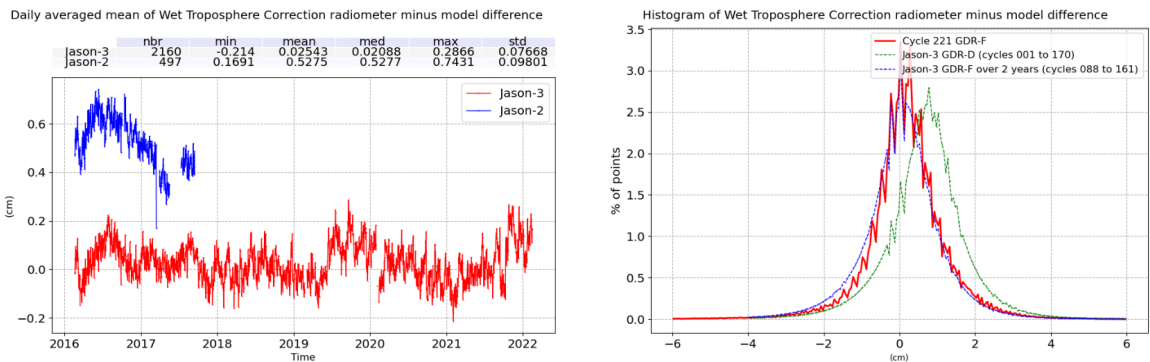 Daily averaged mean of Wet Troposphere Correction radiometer minus model difference
nbr min mean med max std
Jason-3 2160 -0.214 0.02543 0.02088 0.2866 0.07668
Jason-2 497 0.1691 0.5275 0.5277 0.7431 0.09801
Jason-3
Jason-2
0.6
0.4
0.2
0.0
−0.2
(cm)
2016 2017 2018 2019 2020 2021 2022
Time
Histogram of Wet Troposphere Correction radiometer minus model difference
Cycle 221 GDR-F
Jason-3 GDR-D (cycles 001 to 170)
Jason-3 GDR-F over 2 years (cycles 088 to 161)
3.5
3.0
2.5
2.0
1.5
1.0
0.5
0.0
% of points
−6 −4 −2 0 2 4 6
(cm)